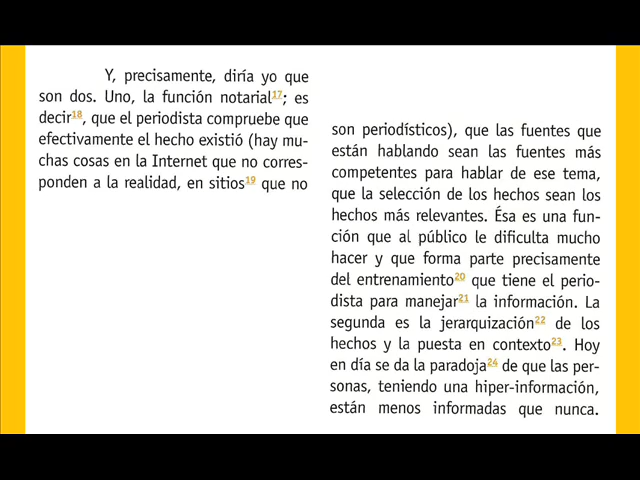 Y, precisamente, diría yo que
son dos. Uno, la función notarial17; es
decir18, que el periodista compruebe que
efectivamente el hecho existió (hay mu-
chas cosas en la Internet que no corres-
ponden a la realidad, en sitios19 que no
son periodísticos), que las fuentes que
están hablando sean las fuentes más
competentes para hablar de ese tema,
que la selección de los hechos sean los
hechos más relevantes. Ésa es una fun-
ción que al público le dificulta mucho
hacer y que forma parte precisamente
del entrenamiento20 que tiene el perio-
dista para manejar21 la información. La
segunda es la jerarquización22 de los
hechos y la puesta en contexto23. Hoy
en día se da la paradoja24 de que las per-
sonas, teniendo una hiper-información,
están menos informadas que nunca.